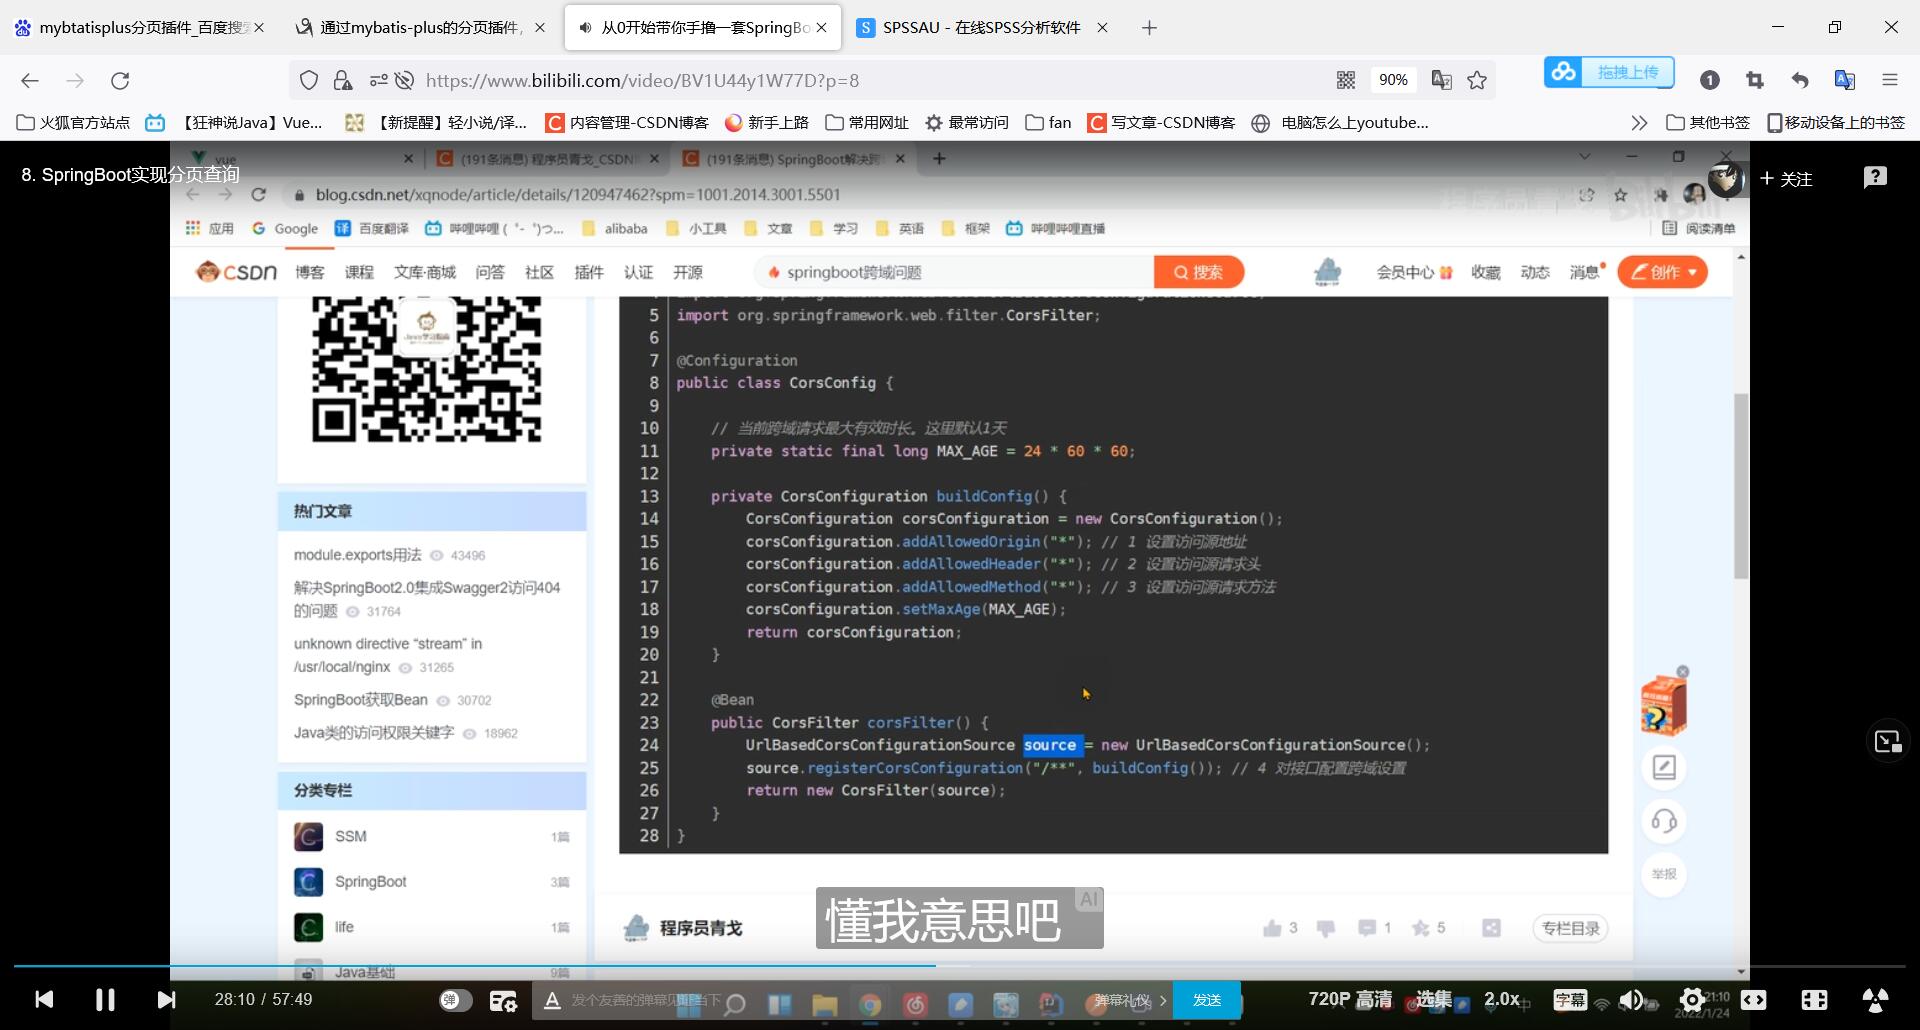 mybtatisplus分页插件_百度搜索
通过mybatis-plus的分页插件,
从0开始带你手撸一套SpringBo
SPSSAU - 在线SPSS分析软件
https://www.bilibili.com/video/BV1U44y1W77D?p=8
90%
拖拽上传
火狐官方站点
【狂神说Java】Vue...
【新提醒】轻小说/译...
内容管理-CSDN博客
新手上路
常用网址
最常访问
fan
写文章-CSDN博客
电脑怎么上youtube...
其他书签
移动设备上的书签
8. SpringBoot实现分页查询
+ 关注
vue
(191条消息) 程序员青戈_CSDN
(191条消息) SpringBoot解决跨
blog.csdn.net/xqnode/article/details/120947462?spm=1001.2014.3001.5501
应用
Google
百度翻译
哔哩哔哩 (゜-゜)つ...
alibaba
小工具
文章
学习
英语
框架
哔哩哔哩直播
阅读清单
CSDN
博客
课程
文库·商城
问答
社区
插件
认证
开源
springboot跨域问题
搜索
会员中心
收藏
动态
消息
创作
5 import org.springframework.web.filter.CorsFilter;
6
7 @Configuration
8 public class CorsConfig {
9
10 // 当前跨域请求最大有效时长。这里默认1天
11 private static final long MAX_AGE = 24 * 60 * 60;
12
13 private CorsConfiguration buildConfig() {
14 CorsConfiguration corsConfiguration = new CorsConfiguration();
15 corsConfiguration.addAllowedOrigin("*"); // 1 设置访问源地址
16 corsConfiguration.addAllowedHeader("*"); // 2 设置访问源请求头
17 corsConfiguration.addAllowedMethod("*"); // 3 设置访问源请求方法
18 corsConfiguration.setMaxAge(MAX_AGE);
19 return corsConfiguration;
20 }
21
22 @Bean
23 public CorsFilter corsFilter() {
24 UrlBasedCorsConfigurationSource source = new UrlBasedCorsConfigurationSource();
25 source.registerCorsConfiguration("/**", buildConfig()); // 4 对接口配置跨域设置
26 return new CorsFilter(source);
27 }
28 }
热门文章
module.exports用法 43496
解决SpringBoot2.0集成Swagger2访问404
的问题 31764
unknown directive “stream” in
/usr/local/nginx 31265
SpringBoot获取Bean 30702
Java类的访问权限关键字 18962
分类专栏
SSM 1篇
SpringBoot 3篇
life 1篇
Java基础 9篇
举报
程序员青戈
3
1
5
专栏目录
懂我意思吧
AI
28:10 / 57:49
弹
发个友善的弹幕见证当下
弹幕礼仪 >
发送
720P 高清
选集
2.0x
字幕
21:10
2022/1/24